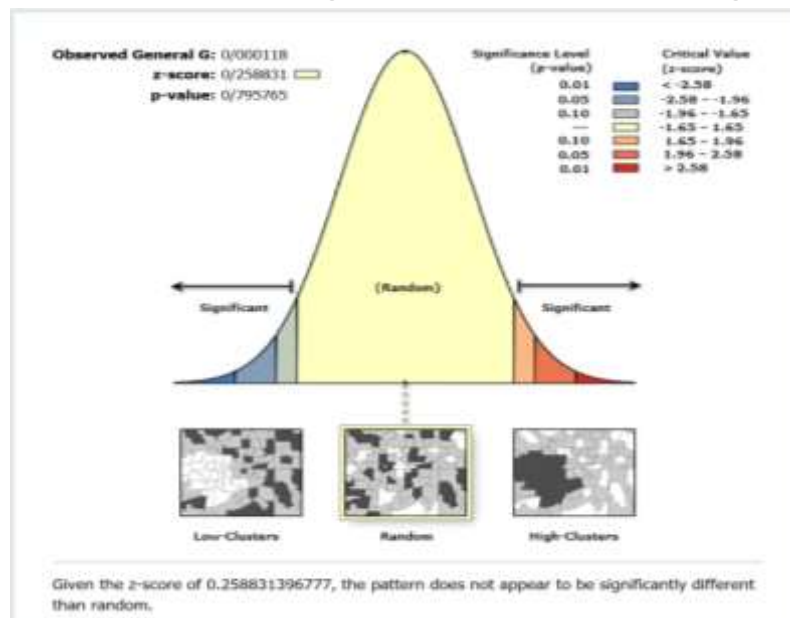 Observed General G: 0/000118
z-score: 0/258831
p-value: 0/795765
Significance Level
(p-value)
Critical Value
(z-score)
0.01 < -2.58
0.05 -2.58 - -1.96
0.10 -1.96 - -1.65
— -1.65 - 1.65
0.10 1.65 - 1.96
0.05 1.96 - 2.58
0.01 > 2.58
(Random)
Significant
Significant
Low-Clusters
Random
High-Clusters
Given the z-score of 0.258831396777, the pattern does not appear to be significantly different
than random.